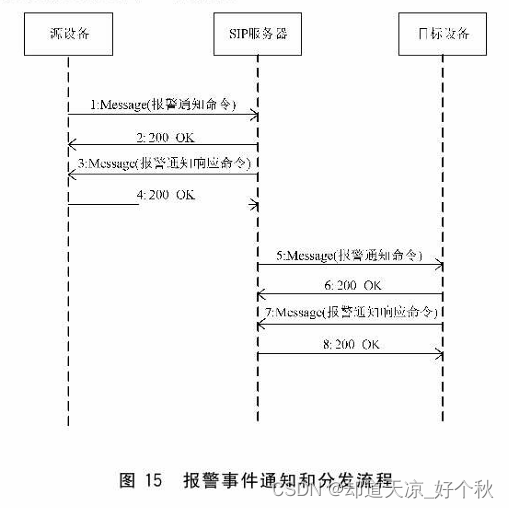 源设备
SIP服务器
目标设备
1:Message(报警通知命令)
2: 200 OK
3:Message(报警通知响应命令)
4: 200 OK
5:Message(报警通知命令)
6: 200 OK
7:Message(报警通知响应命令)
8: 200 OK
图 15 报警事件通知和分发流程
CSDN @却道天凉_好个秋